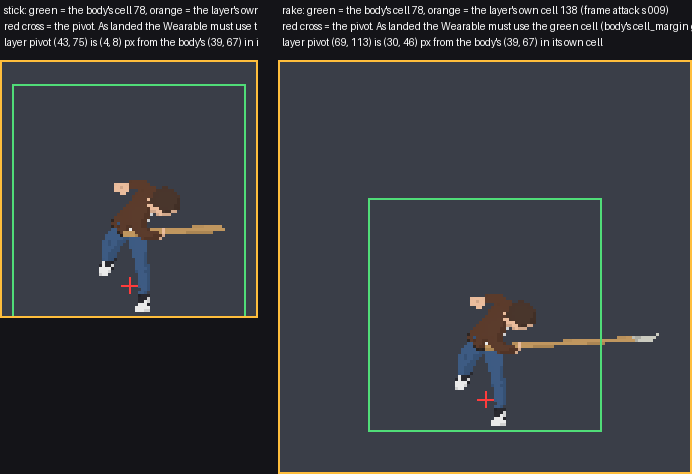 stick: green = the body's cell 78, orange = the layer's owr
red cross = the pivot. As landed the Wearable must use t
layer pivot (43, 75) is (4, 8) px from the body's (39, 67) in i
rake: green = the body's cell 78, orange = the layer's own cell 138 (frame attack s 009)
red cross = the pivot. As landed the Wearable must use the green cell (body's cell_margin
layer pivot (69, 113) is (30, 46) px from the body's (39, 67) in its own cell